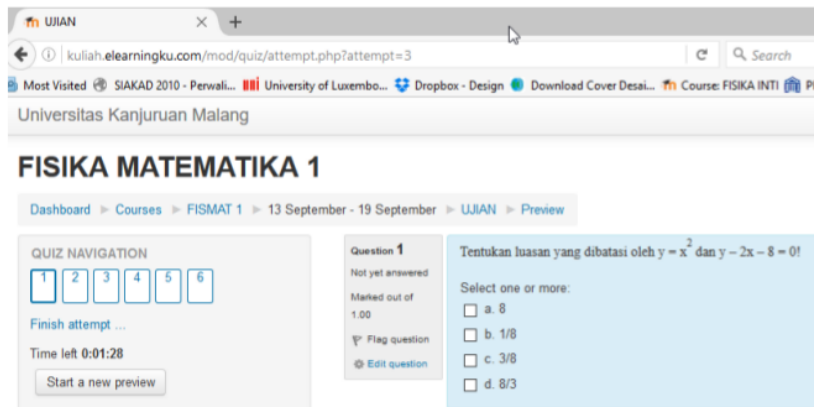 UJIAN
kuliah.elearningku.com/mod/quiz/attempt.php?attempt=3
Search
Most Visited SIAKAD 2010 - Perwali... University of Luxembo... Dropbox - Design Download Cover Desai... Course: FISIKA INTI
Universitas Kanjuruan Malang
FISIKA MATEMATIKA 1
Dashboard Courses FISMAT 1 13 September - 19 September UJIAN Preview
QUIZ NAVIGATION
1 2 3 4 5 6
Finish attempt ...
Time left 0:01:28
Start a new preview
Question 1
Not yet answered
Marked out of
1.00
Flag question
Edit question
Tentukan luasan yang dibatasi oleh y = x² dan y – 2x – 8 = 0!
Select one or more:
a. 8
b. 1/8
c. 3/8
d. 8/3